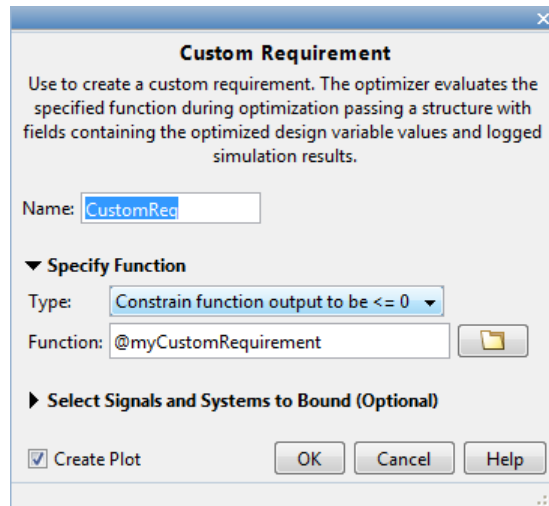 Custom Requirement
Use to create a custom requirement. The optimizer evaluates the
specified function during optimization passing a structure with
fields containing the optimized design variable values and logged
simulation results.
Name: CustomReq
Specify Function
Type: Constrain function output to be <= 0
Function: @myCustomRequirement
Select Signals and Systems to Bound (Optional)
Create Plot OK Cancel Help